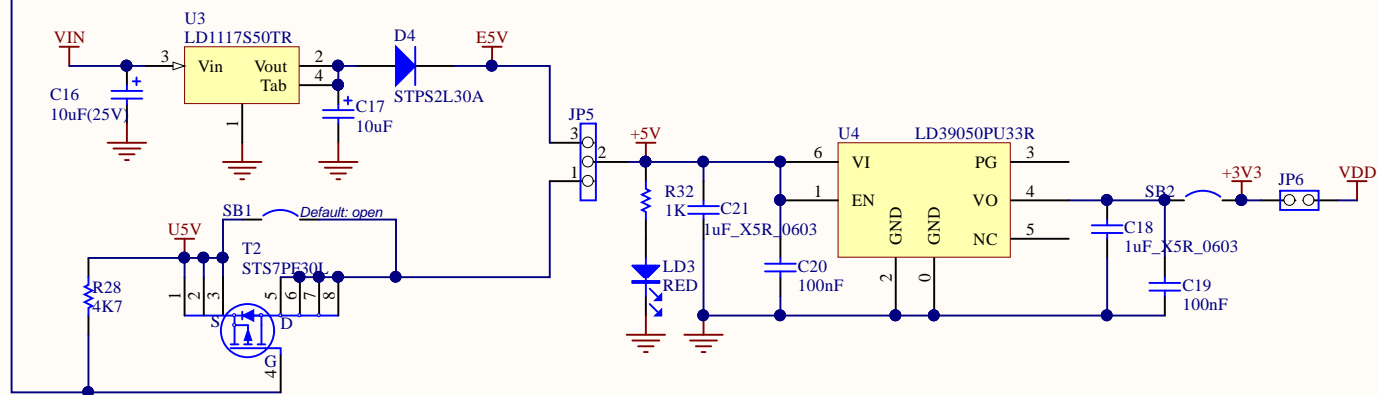 U3
LD1117S50TR
VIN
3
Vin
Vout
2
Tab
4
1
C16
10uF(25V)
+
C17
10uF
+
D4
STPS2L30A
E5V
JP5
3
2
1
SB1
Default: open
U5V
T2
STS7PF30L
R28
4K7
1
2
3
5
6
7
8
S
D
G
4
+5V
R32
1K
LD3
RED
C21
1uF_X5R_0603
C20
100nF
U4
LD39050PU33R
6
VI
1
EN
PG
3
VO
4
NC
5
GND
GND
2
0
SB2
C18
1uF_X5R_0603
C19
100nF
+3V3
JP6
VDD